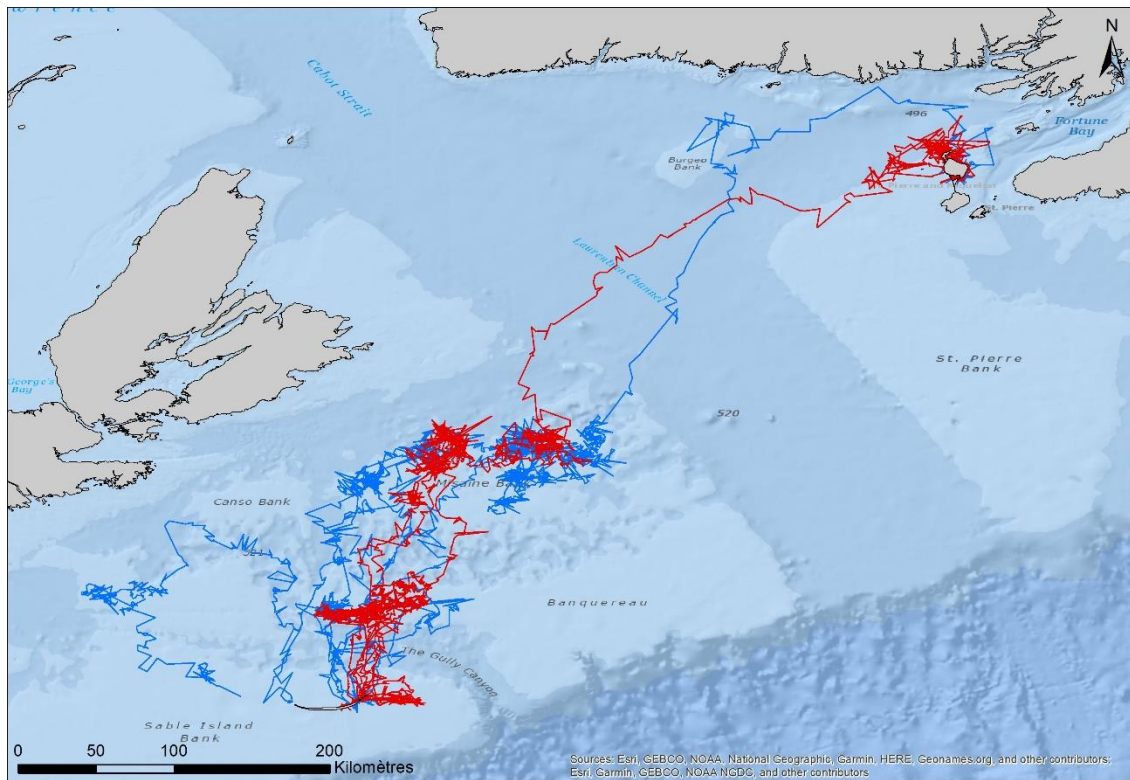 N
Cabot Strait
496
Fortune
Bay
Burgeo
Bank
St. Pierre
Laurentian Channel
George's
Bay
St. Pierre
Bank
520
Misaine Bank
Canso Bank
Banquereau
The Gully Canyon
Sable Island
Bank
0 50 100 200
Kilomètres
Sources: Esri, GEBCO, NOAA, National Geographic, Garmin, HERE, Geonames.org, and other contributors;
Esri, Garmin, GEBCO, NOAA NGDC, and other contributors